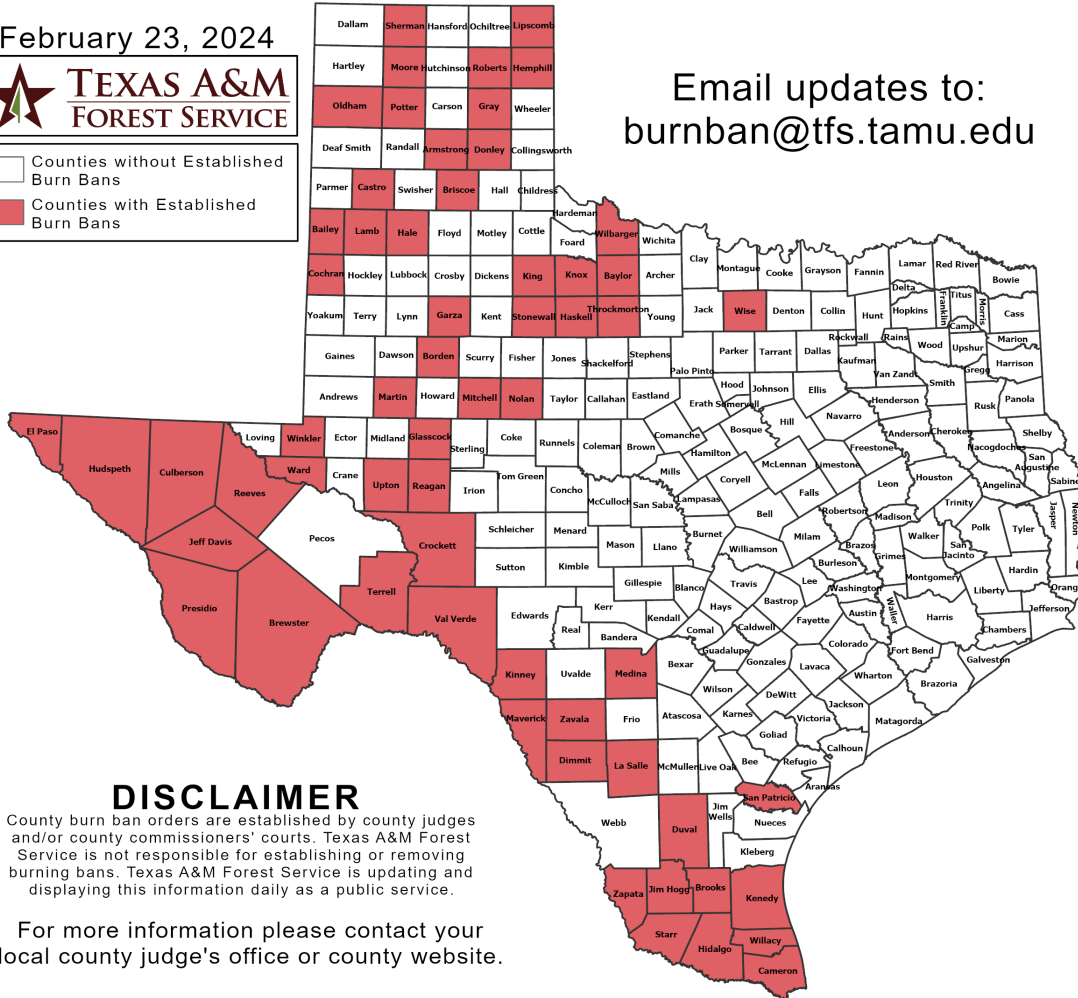 February 23, 2024
TEXAS A&M
FOREST SERVICE
Counties without Established
Burn Bans
Counties with Established
Burn Bans
Email updates to:
burnban@tfs.tamu.edu
Dallam Sherman Hansford Ochiltree Lipscomb
Hartley Moore Hutchinson Roberts Hemphill
Oldham Potter Carson Gray Wheeler
Deaf Smith Randall Armstrong Donley Collingsworth
Parmer Castro Swisher Briscoe Hall Childress
Hardeman
Bailey Lamb Hale Floyd Motley Cottle Foard Wilbarger Wichita
Clay Montague Cooke Grayson Fannin Lamar Red River Bowie
Cochran Hockley Lubbock Crosby Dickens King Knox Baylor Archer
Delta Franklin Titus Morris Cass
Yoakum Terry Lynn Garza Kent Stonewall Haskell Throckmorton Young Jack Wise Denton Collin Hunt Hopkins
Camp
Rockwall Rains Wood Upshur Marion
Gaines Dawson Borden Scurry Fisher Jones Shackelford Stephens Palo Pinto Parker Tarrant Dallas Kaufman Van Zandt Gregg Harrison
Andrews Martin Howard Mitchell Nolan Taylor Callahan Eastland Erath Hood Somervell Johnson Ellis Henderson Smith Rusk Panola
El Paso Hudspeth Culberson Reeves Loving Winkler Ector Midland Glasscock Sterling Coke Runnels Coleman Brown Comanche Bosque Hill Navarro Anderson Cherokee Nacogdoches Shelby
Ward Crane Upton Reagan Irion Tom Green Concho Mills Hamilton McLennan Limestone Freestone Leon Houston Angelina San
Augustine Sabine
McCulloch San Saba Lampasas Coryell Bell Falls Robertson Madison Trinity Polk Tyler Jasper Newton
Jeff Davis Pecos Crockett Schleicher Menard Mason Llano Burnet Williamson Milam Brazos Grimes Walker San
Jacinto Hardin
Presidio Brewster Terrell Val Verde Sutton Kimble Gillespie Blanco Travis Lee Burleson Washington Montgomery Liberty Orang
Edwards Kerr Real Bandera Kendall Hays Comal Bastrop Caldwell Fayette Austin Waller Harris Chambers Jefferson
Kinney Uvalde Medina Bexar Guadalupe Gonzales Lavaca Colorado Wharton Fort Bend Brazoria Galveston
Maverick Zavala Frio Atascosa Wilson Karnes DeWitt Victoria Jackson Matagorda
Dimmit La Salle McMullen Live Oak Bee Goliad Refugio Calhoun Aransas
Webb Duval Jim
Wells San Patricio Nueces
Kleberg
Zapata Jim Hogg Brooks Kenedy
Starr Hidalgo Willacy
Cameron
DISCLAIMER
County burn ban orders are established by county judges
and/or county commissioners' courts. Texas A&M Forest
Service is not responsible for establishing or removing
burning bans. Texas A&M Forest Service is updating and
displaying this information daily as a public service.
For more information please contact your
local county judge's office or county website.